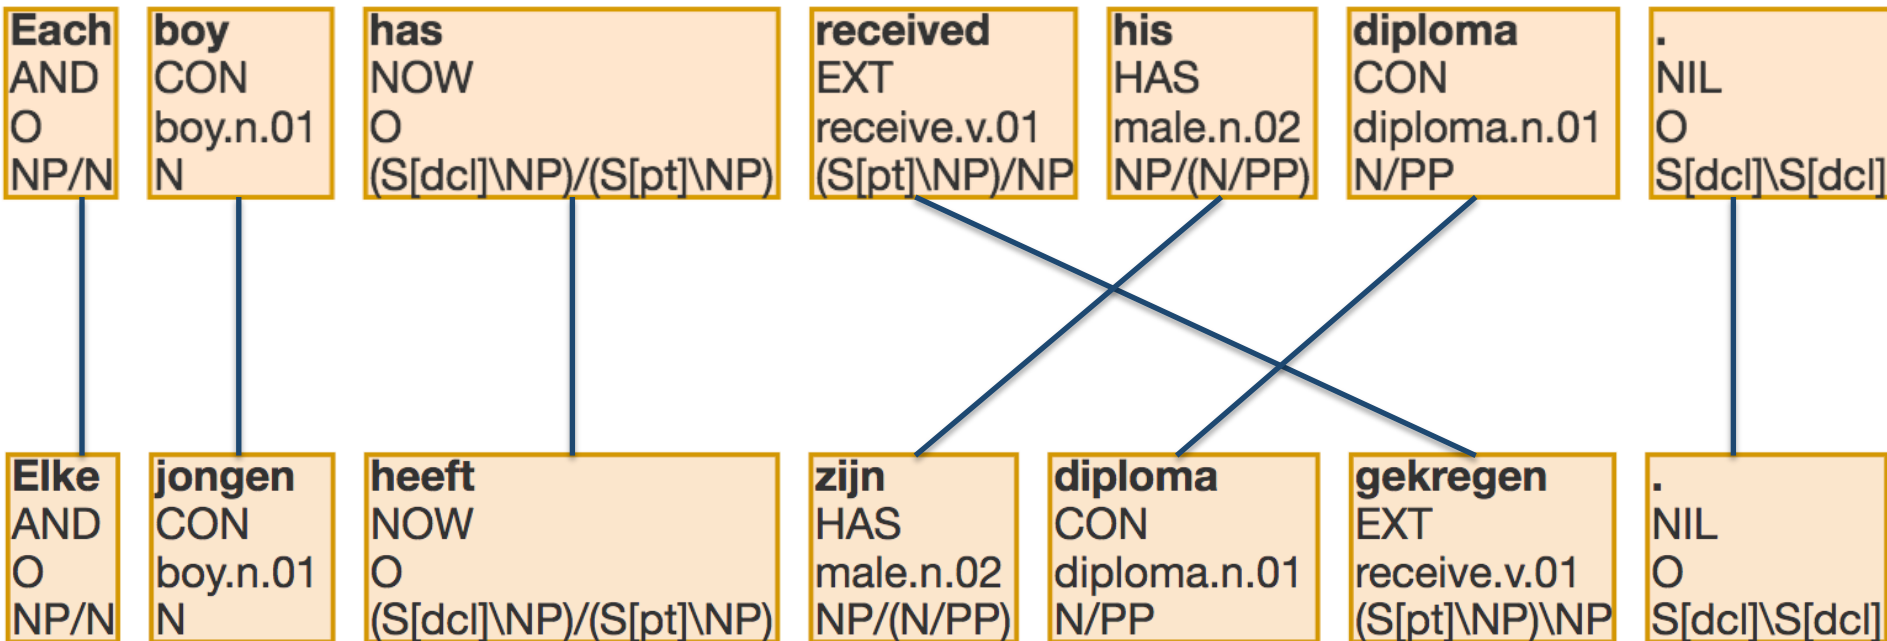 Each boy has received his diploma .
AND CON NOW EXT HAS CON NIL
O boy.n.01 O receive.v.01 male.n.02 diploma.n.01 O
NP/N N (S[dcl]\NP)/(S[pt]\NP) (S[pt]\NP)/NP NP/(N/PP) N/PP S[dcl]\S[dcl]
Elke jongen heeft zijn diploma gekregen .
AND CON NOW HAS CON EXT NIL
O boy.n.01 O male.n.02 diploma.n.01 receive.v.01 O
NP/N N (S[dcl]\NP)/(S[pt]\NP) NP/(N/PP) N/PP (S[pt]\NP)\NP S[dcl]\S[dcl]